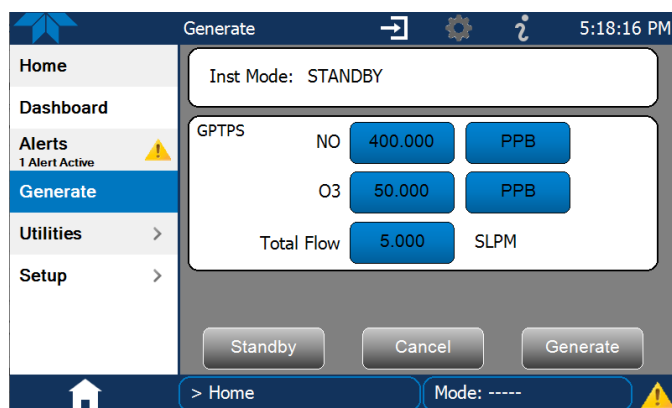 Generate 5:18:16 PM
Home
Dashboard
Alerts
1 Alert Active
Generate
Utilities >
Setup >
Inst Mode: STANDBY
GPTPS
NO 400.000 PPB
O3 50.000 PPB
Total Flow 5.000 SLPM
Standby Cancel Generate
> Home Mode: -----